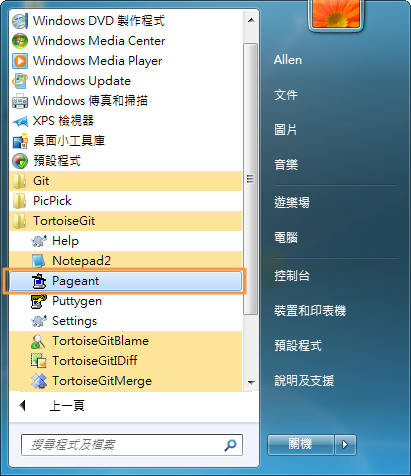 Windows DVD 製作程式
Windows Media Center
Windows Media Player
Windows Update
Windows 傳真和掃描
XPS 檢視器
桌面小工具庫
預設程式
Git
PicPick
TortoiseGit
Help
Notepad2
Pageant
Puttygen
Settings
TortoiseGitBlame
TortoiseGitIDiff
TortoiseGitMerge
上一頁
搜尋程式及檔案
Allen
文件
圖片
音樂
遊樂場
電腦
控制台
裝置和印表機
預設程式
說明及支援
關機